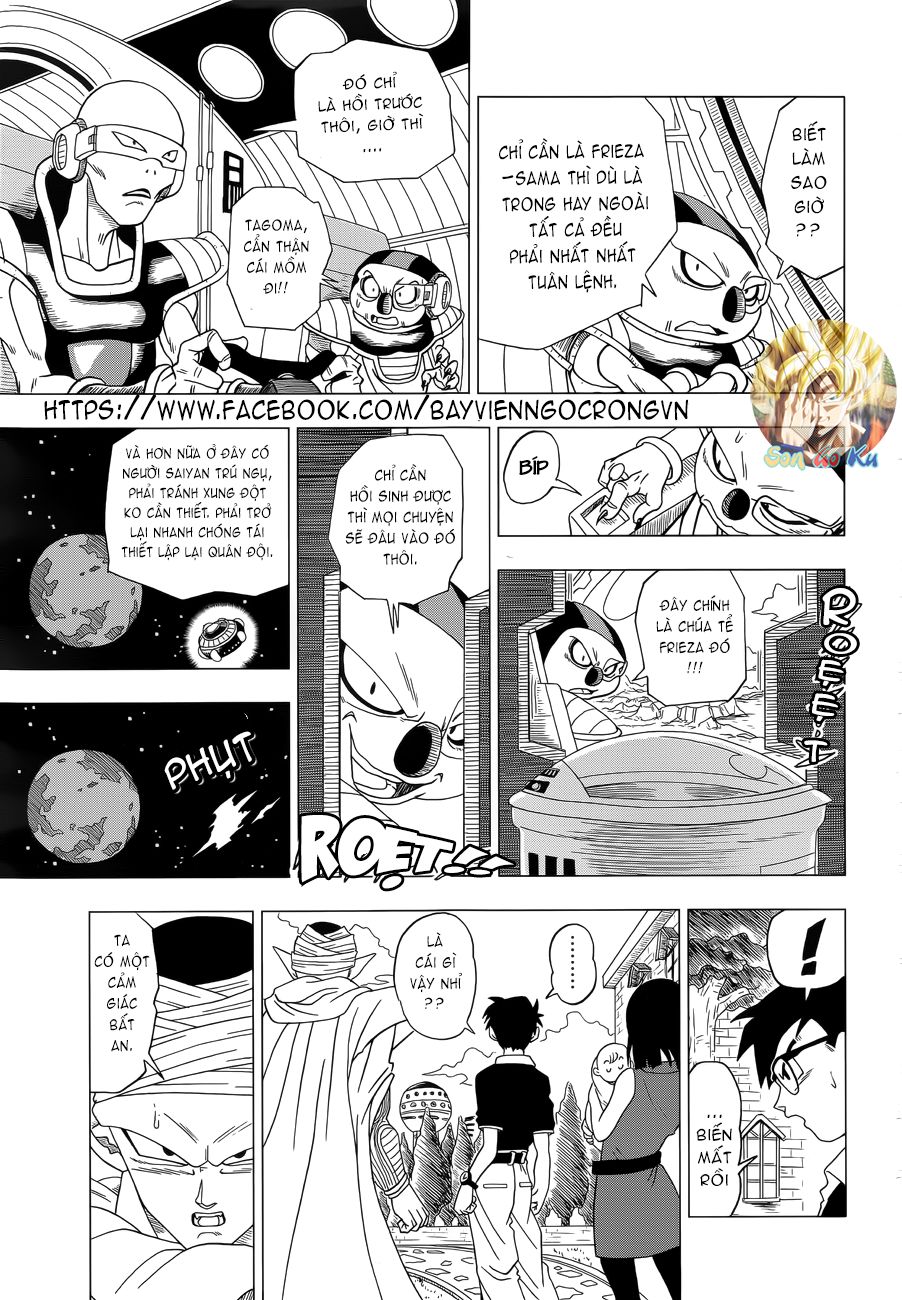 BIẾT
LÀM
SAO
GIỜ
??
CHỈ CẦN LÀ FRIEZA
-SAMA THÌ DÙ LÀ
TRONG HAY NGOÀI
TẤT CẢ ĐỀU
PHẢI NHẤT NHẤT
TUÂN LỆNH.
ĐÓ CHỈ
LÀ HỒI TRƯỚC
THÔI, GIỜ THÌ
....
TAGOMA,
CẨN THẬN
CÁI MỒM
ĐI!!
HTTPS://WWW.FACEBOOK.COM/BAYVIENNGOCRONGVN
Son Go Ku
BÍP
ĐÂY CHÍNH
LÀ CHÚA TỂ
FRIEZA ĐÓ
!!!
ROẸT
CHỈ CẦN
HỒI SINH ĐƯỢC
THÌ MỌI CHUYỆN
SẼ ĐÂU VÀO ĐÓ
THÔI.
ROẸT!!
VÀ HƠN NỮA Ở ĐÂY CÓ
NGƯỜI SAIYAN TRÚ NGỤ,
PHẢI TRÁNH XUNG ĐỘT
KO CẦN THIẾT. PHẢI TRỞ
LẠI NHANH CHÓNG TÁI
THIẾT LẬP LẠI QUÂN ĐỘI.
PHỤT
!
...
BIẾN
MẤT
RỒI
........
LÀ
CÁI GÌ
VẬY NHỈ
??
TA
CÓ MỘT
CẢM
GIÁC
BẤT
AN.